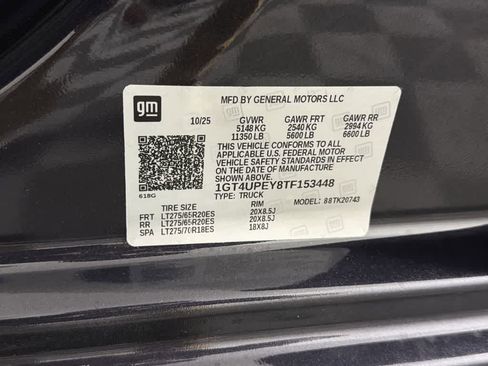 gm
MFD BY GENERAL MOTORS LLC
10/25 GVWR GAWR FRT GAWR RR
5148 KG 2540 KG 2994 KG
11350 LB 5600 LB 6600 LB
THIS VEHICLE CONFORMS TO ALL
APPLICABLE U.S. FEDERAL MOTOR
VEHICLE SAFETY STANDARDS IN EFFECT
ON THE DATE OF MANUFACTURE
SHOWN ABOVE.
1GT4UPEY8TF153448
TYPE: TRUCK
618G
TIRE SIZE RIM MODEL: 88TK20743
FRT LT275/65R20ES 20X8.5J
RR LT275/65R20ES 20X8.5J
SPA LT275/70R18ES 18X8J